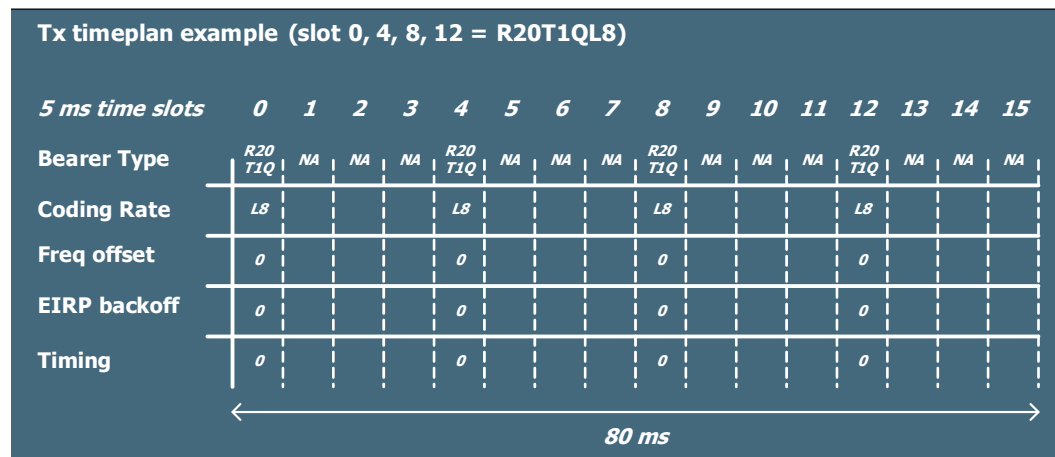 Tx timeplan example (slot 0, 4, 8, 12 = R20T1QL8)
5 ms time slots 0 1 2 3 4 5 6 7 8 9 10 11 12 13 14 15
Bearer Type R20 T1Q NA NA NA R20 T1Q NA NA NA R20 T1Q NA NA NA R20 T1Q NA NA NA
Coding Rate L8 L8 L8 L8
Freq offset 0 0 0 0
EIRP backoff 0 0 0 0
Timing 0 0 0 0
80 ms